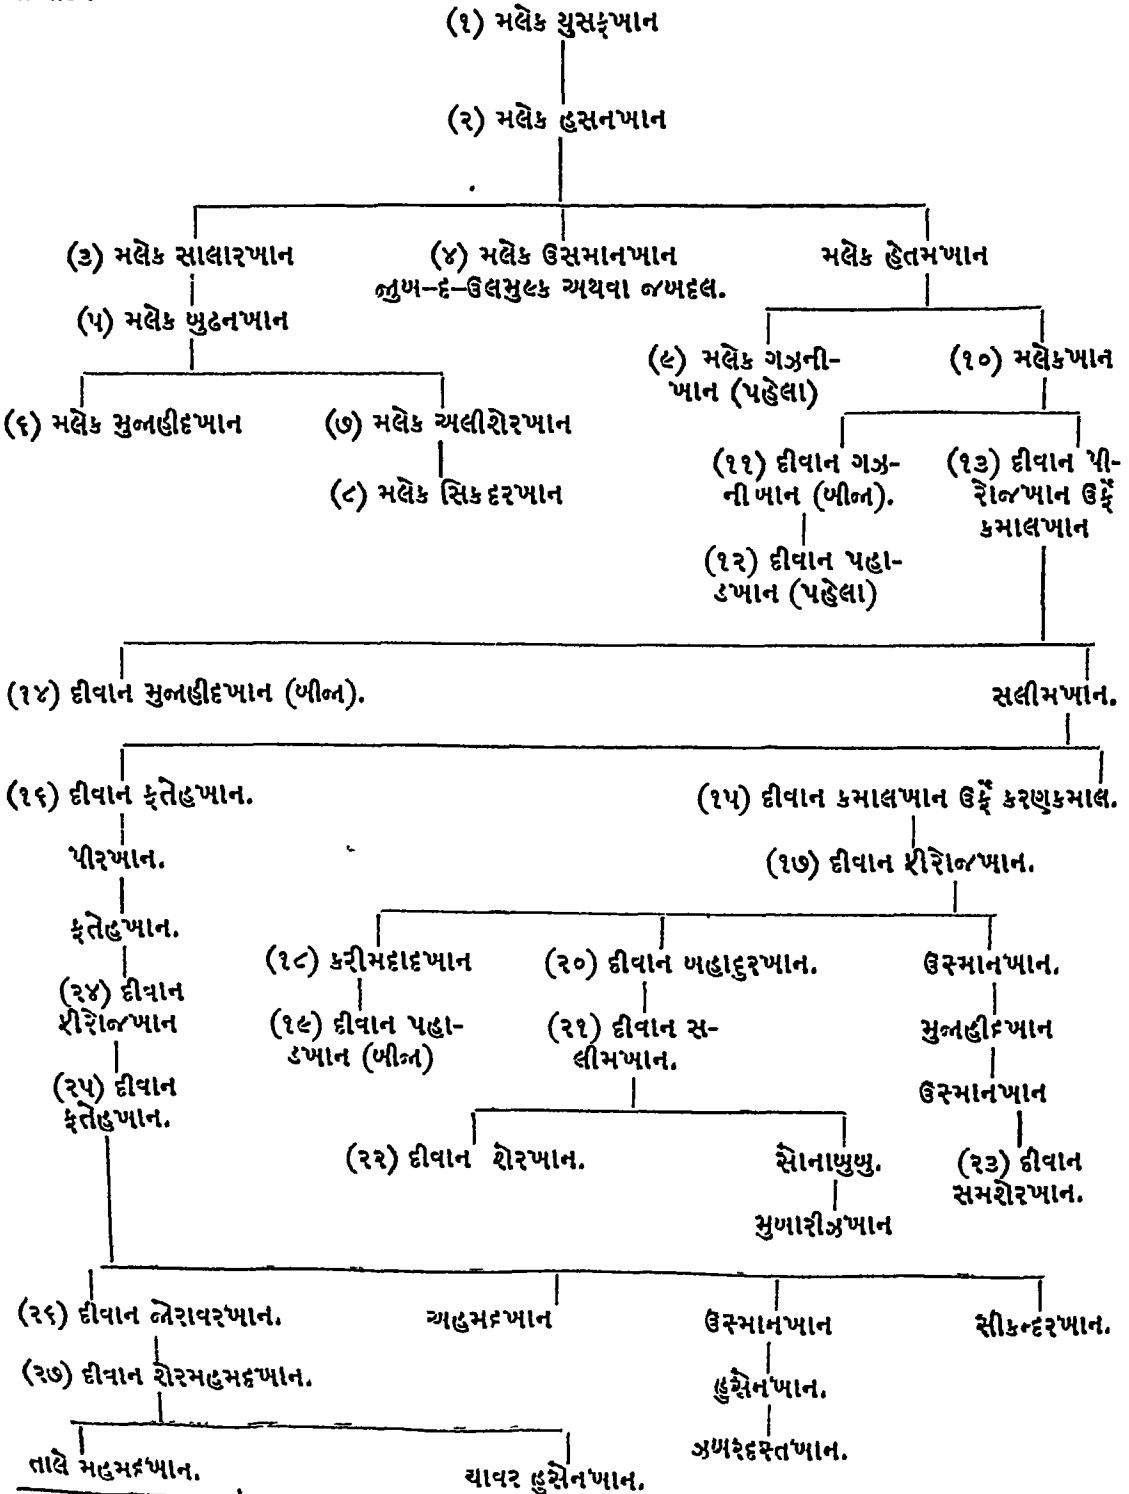 (૧) મલેક યુસફખાન
(૨) મલેક હસનખાન
(૩) મલેક સાલારખાન
(૪) મલેક ઉસમાનખાન
જુબ-દ-ઉલમુલ્ક અથવા જબદલ.
મલેક હેતમખાન
(૫) મલેક બુઢનખાન
(૯) મલેક ગઝની-
ખાન (પહેલા)
(૧૦) મલેકખાન
(૬) મલેક મુજાહીદખાન
(૭) મલેક અલીશેરખાન
(૮) મલેક સિકદરખાન
(૧૧) દીવાન ગઝ-
નીખાન (બીજા).
(૧૩) દીવાન પી-
રોજખાન ઉર્ફે
કમાલખાન
(૧૨) દીવાન પહા-
ડખાન (પહેલા)
(૧૪) દીવાન મુજાહીદખાન (બીજા).
સલીમખાન.
(૧૬) દીવાન ફતેહખાન.
(૧૫) દીવાન કમાલખાન ઉર્ફે કરણકમાલ.
પીરખાન.
(૧૭) દીવાન ફીરોજખાન.
ફતેહખાન.
(૧૮) કરીમદાદખાન
(૨૦) દીવાન બહાદુરખાન.
ઉસ્માનખાન.
(૨૪) દીવાન
ફીરોજખાન
(૧૯) દીવાન પહા-
ડખાન (બીજા)
(૨૧) દીવાન સ-
લીમખાન.
મુજાહીદખાન
(૨૫) દીવાન
ફતેહખાન.
ઉસ્માનખાન
(૨૨) દીવાન શેરખાન.
સોનાબુબુ.
(૨૩) દીવાન
સમશેરખાન.
મુબારીઝખાન
(૨૬) દીવાન જોરાવરખાન.
અહમદખાન
ઉસ્માનખાન
સીકન્દરખાન.
(૨૭) દીવાન શેરમહમદખાન.
હુસેનખાન.
તાલે મહમદખાન.
યાવર હુસેનખાન.
ઝબરદસ્તખાન.